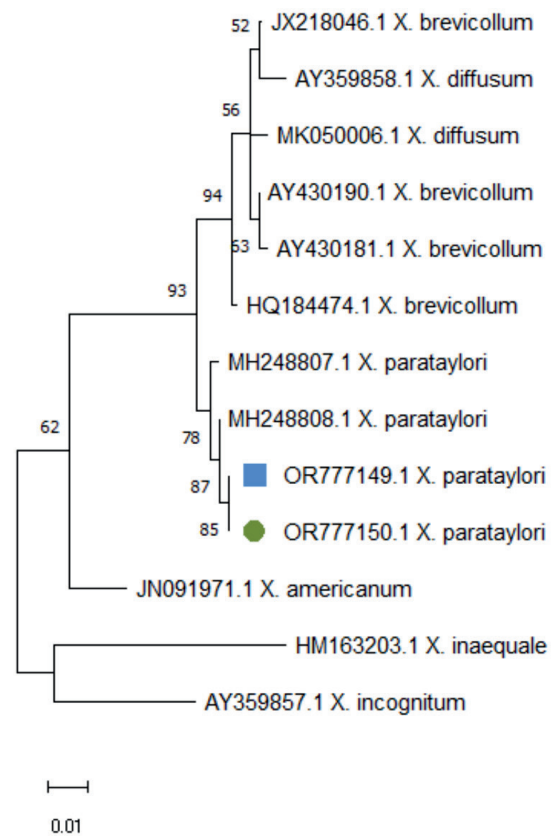 52
JX218046.1 X. brevicollum
AY359858.1 X. diffusum
56
MK050006.1 X. diffusum
94
AY430190.1 X. brevicollum
63
AY430181.1 X. brevicollum
93
HQ184474.1 X. brevicollum
MH248807.1 X. parataylori
MH248808.1 X. parataylori
62
78
OR777149.1 X. parataylori
87
85
OR777150.1 X. parataylori
JN091971.1 X. americanum
HM163203.1 X. inaequale
AY359857.1 X. incognitum
0.01